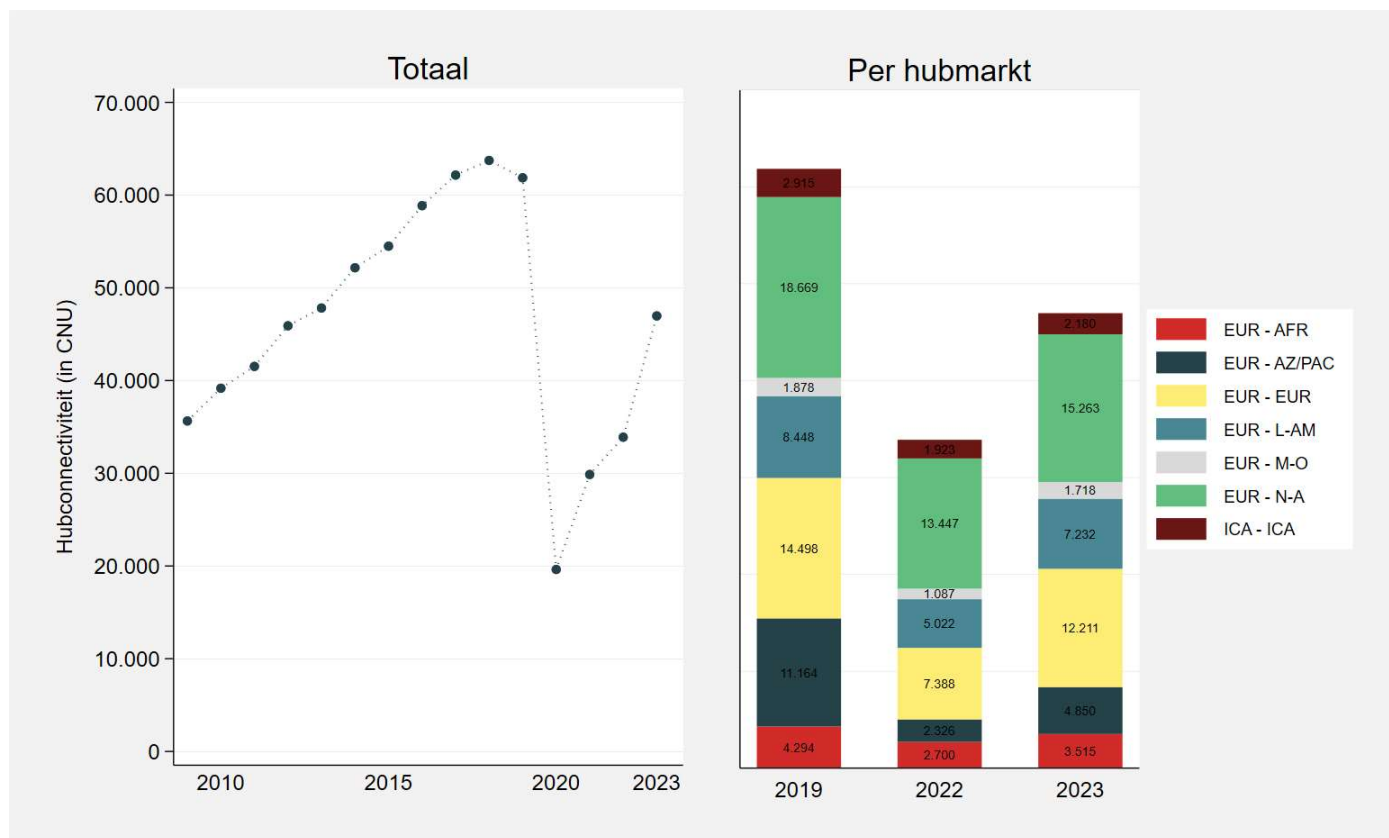 Totaal
Hubconnectiviteit (in CNU)
70.000
60.000
50.000
40.000
30.000
20.000
10.000
0
2010 2015 2020 2023
Per hubmarkt
2.915
18.669
1.878
8.448
14.498
11.164
4.294
1.923
13.447
1.087
5.022
7.388
2.326
2.700
2.180
15.263
1.718
7.232
12.211
4.850
3.515
2019 2022 2023
EUR - AFR
EUR - AZ/PAC
EUR - EUR
EUR - L-AM
EUR - M-O
EUR - N-A
ICA - ICA